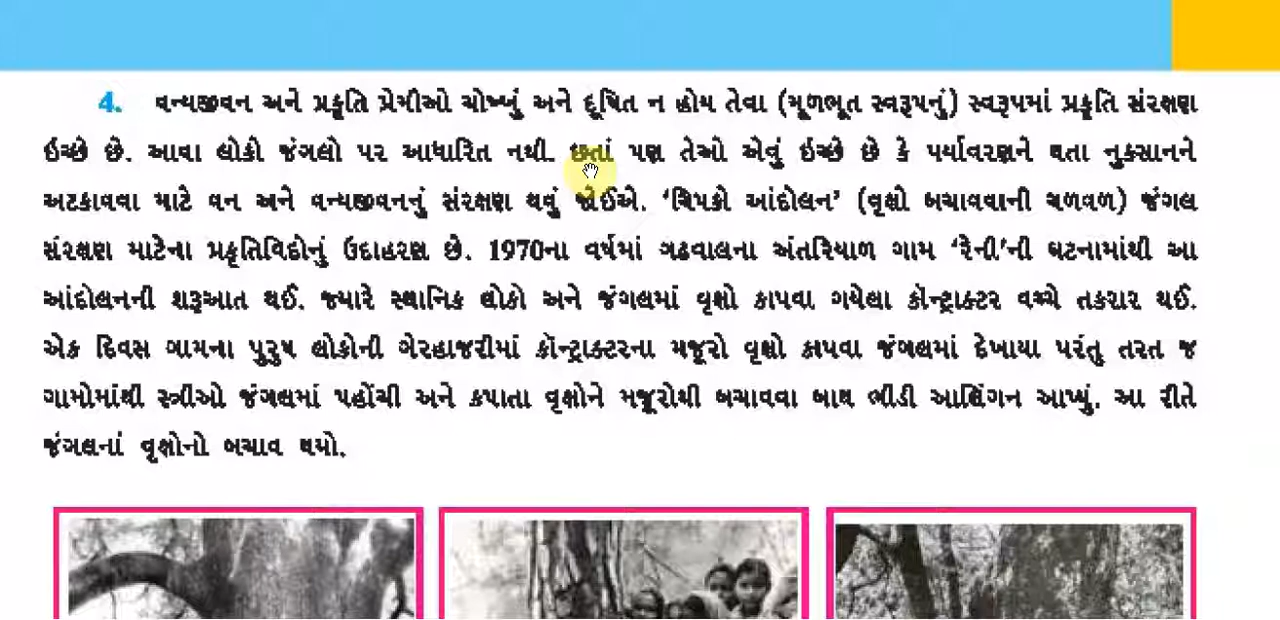 4. વન્યજીવન અને પ્રકૃતિ પ્રેમીઓ ચોખ્ખું અને દૂષિત ન હોય તેવા (મૂળભૂત સ્વરૂપનું) સ્વરૂપમાં પ્રકૃતિ સંરક્ષણ
ઇચ્છે છે. આવા લોકો જંગલો પર આધારિત નથી. છતાં પણ તેઓ એવું ઇચ્છે છે કે પર્યાવરણને થતા નુકસાનને
અટકાવવા માટે વન અને વન્યજીવનનું સંરક્ષણ થવું જોઈએ. ‘ચિપકો આંદોલન’ (વૃક્ષો બચાવવાની ચળવળ) જંગલ
સંરક્ષણ માટેના પ્રકૃતિવિદોનું ઉદાહરણ છે. 1970ના વર્ષમાં ગઢવાલના અંતરિયાળ ગામ ‘રેની’ની ઘટનામાંથી આ
આંદોલનની શરૂઆત થઈ. જ્યારે સ્થાનિક લોકો અને જંગલમાં વૃક્ષો કાપવા ગયેલા કૉન્ટ્રાક્ટર વચ્ચે તકરાર થઈ.
એક દિવસ ગામના પુરુષ લોકોની ગેરહાજરીમાં કૉન્ટ્રાક્ટરના મજૂરો વૃક્ષો કાપવા જંગલમાં દેખાયા પરંતુ તરત જ
ગામોમાંથી સ્ત્રીઓ જંગલમાં પહોંચી અને કપાતા વૃક્ષોને મજૂરોથી બચાવવા બાથ ભીડી આલિંગન આપ્યું. આ રીતે
જંગલનાં વૃક્ષોનો બચાવ થયો.